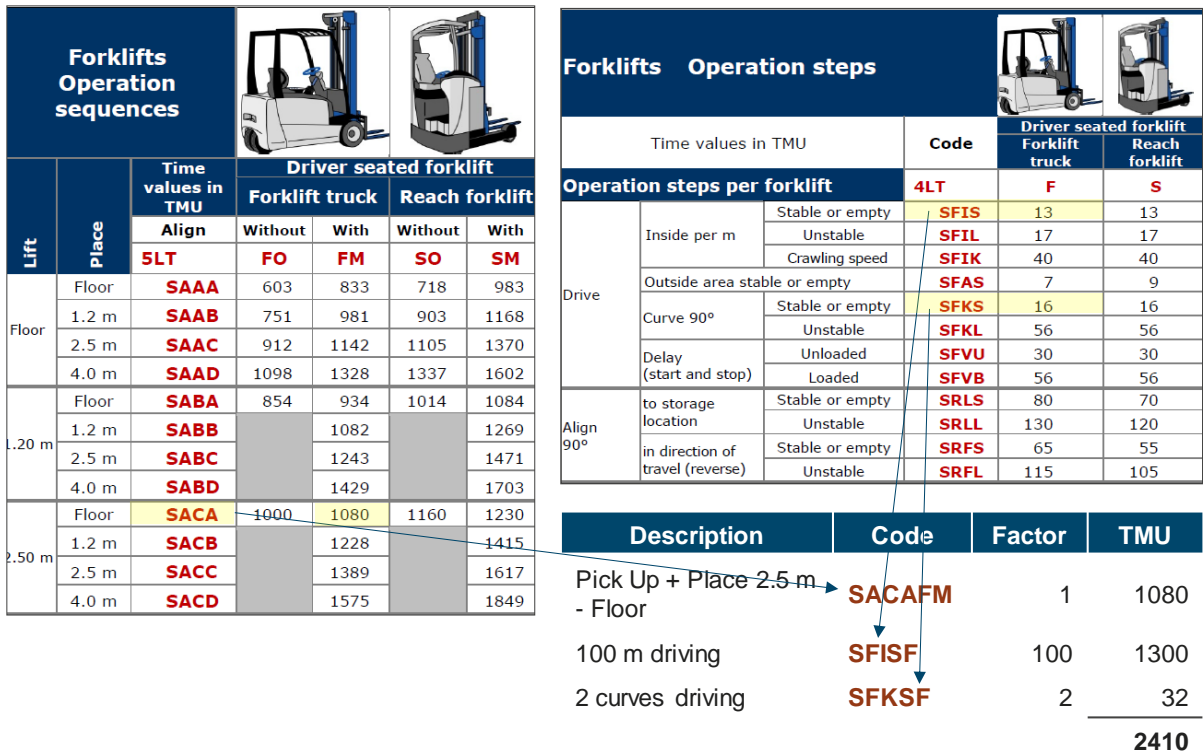 Forklifts
Operation
sequences
Lift
Place
Time
values in
TMU
Driver seated forklift
Forklift truck Reach forklift
Align Without With Without With
5LT FO FM SO SM
Floor
Floor SAAA 603 833 718 983
1.2 m SAAB 751 981 903 1168
2.5 m SAAC 912 1142 1105 1370
4.0 m SAAD 1098 1328 1337 1602
1.20 m
Floor SABA 854 934 1014 1084
1.2 m SABB 1082 1269
2.5 m SABC 1243 1471
4.0 m SABD 1429 1703
2.50 m
Floor SACA 1000 1080 1160 1230
1.2 m SACB 1228 1415
2.5 m SACC 1389 1617
4.0 m SACD 1575 1849
Forklifts Operation steps
Time values in TMU Code
Driver seated forklift
Forklift
truck
Reach
forklift
Operation steps per forklift 4LT F S
Drive
Inside per m
Stable or empty SFIS 13 13
Unstable SFIL 17 17
Crawling speed SFIK 40 40
Outside area stable or empty SFAS 7 9
Curve 90º
Stable or empty SFKS 16 16
Unstable SFKL 56 56
Delay
(start and stop)
Unloaded SFVU 30 30
Loaded SFVB 56 56
Align
90º
to storage
location
Stable or empty SRLS 80 70
Unstable SRLL 130 120
in direction of
travel (reverse)
Stable or empty SRFS 65 55
Unstable SRFL 115 105
Description Code Factor TMU
Pick Up + Place 2.5 m
- Floor
SACAFM 1 1080
100 m driving SFISF 100 1300
2 curves driving SFKSF 2 32
2410